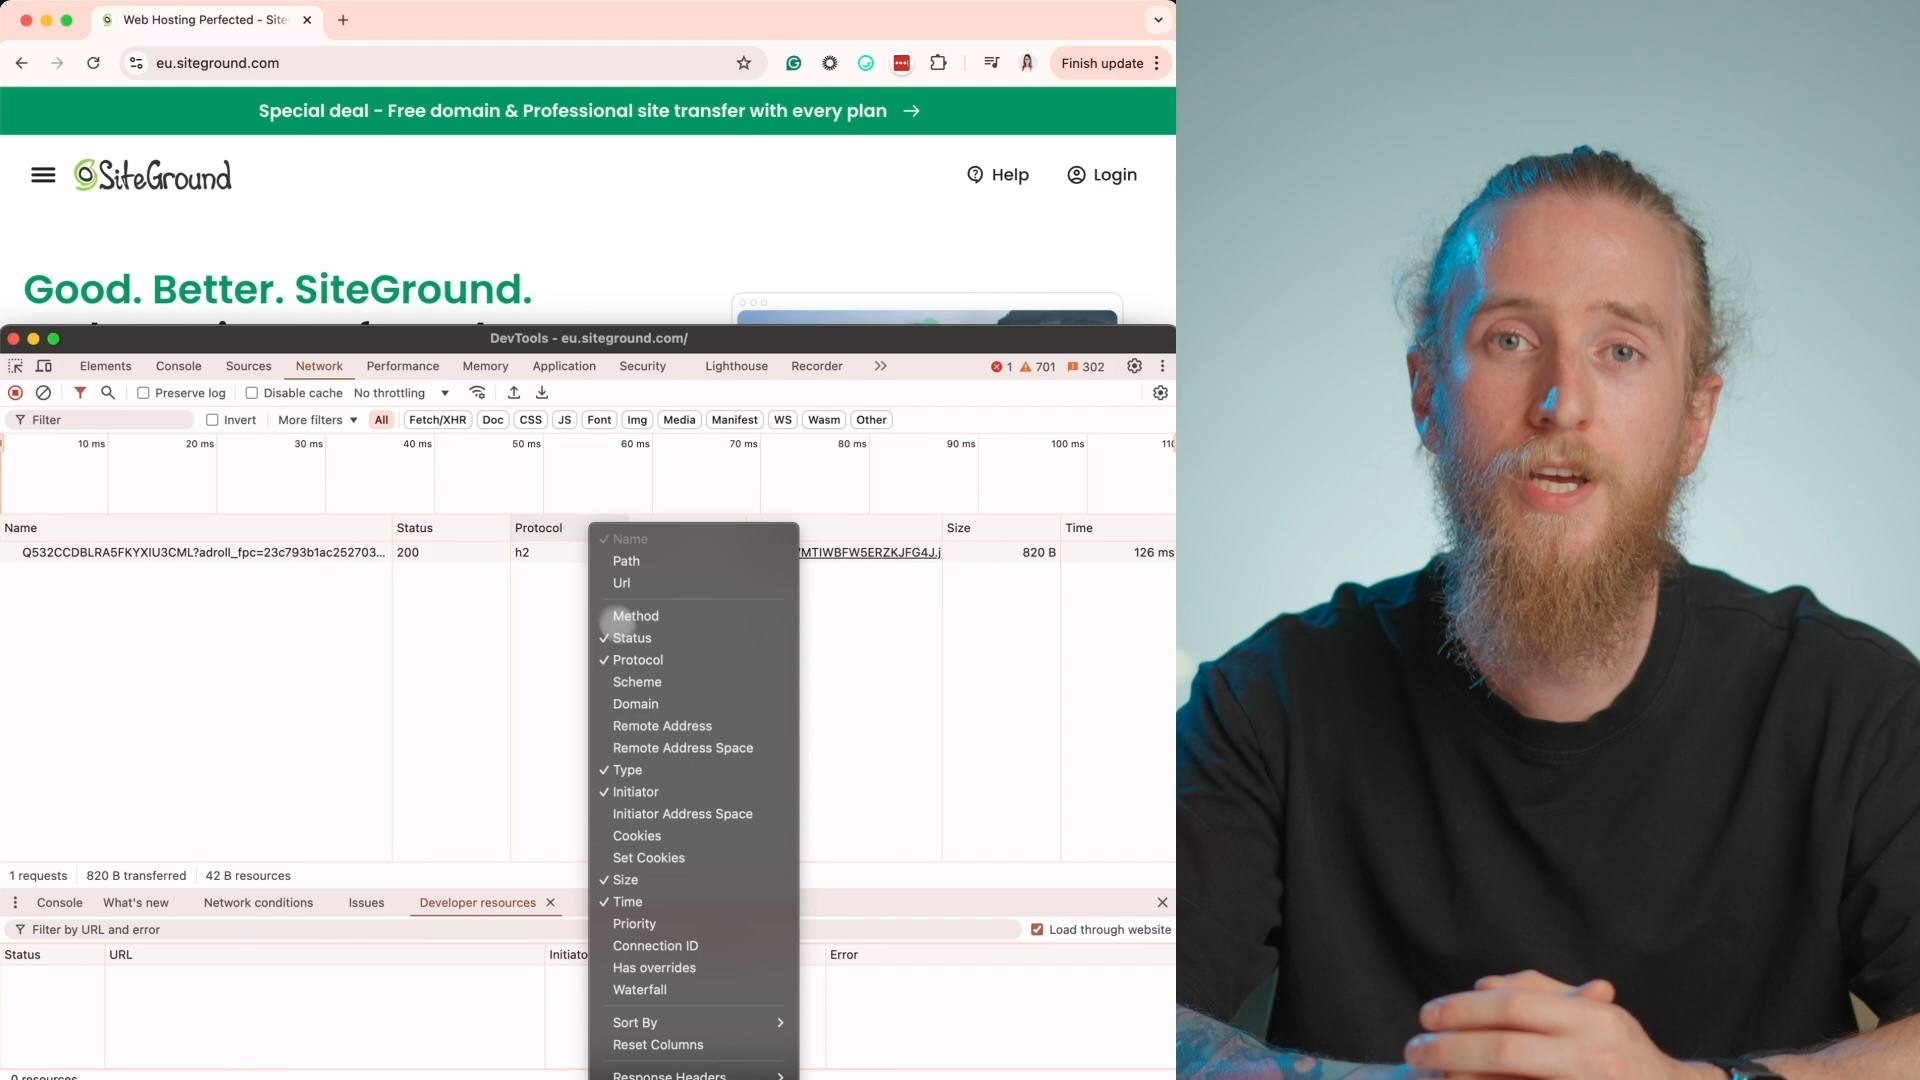 Web Hosting Perfected - Site
eu.siteground.com
Finish update
Special deal - Free domain & Professional site transfer with every plan →
SiteGround
Help
Login
Good. Better. SiteGround.
DevTools - eu.siteground.com/
Elements Console Sources Network Performance Memory Application Security Lighthouse Recorder 1 701 302
Preserve log Disable cache No throttling
Filter Invert More filters All Fetch/XHR Doc CSS JS Font Img Media Manifest WS Wasm Other
10 ms 20 ms 30 ms 40 ms 50 ms 60 ms 70 ms 80 ms 90 ms 100 ms 110
Name Status Protocol Size Time
Q532CCDBLRA5FKYXIU3CML?adroll_fpc=23c793b1ac252703... 200 h2 MTIWBFW5ERZKJFG4J.j 820 B 126 ms
✓ Name
Path
Url
Method
✓ Status
✓ Protocol
Scheme
Domain
Remote Address
Remote Address Space
✓ Type
✓ Initiator
Initiator Address Space
Cookies
Set Cookies
✓ Size
✓ Time
Priority
Connection ID
Has overrides
Waterfall
Sort By
Reset Columns
Response Headers
1 requests 820 B transferred 42 B resources
Console What's new Network conditions Issues Developer resources
Filter by URL and error Load through website
Status URL Initiato Error
0 resources